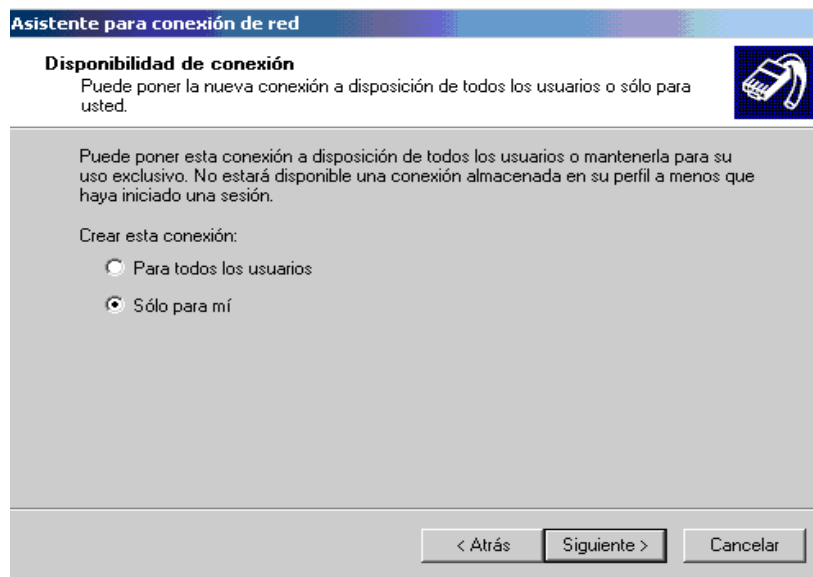 Asistente para conexión de red
Disponibilidad de conexión
Puede poner la nueva conexión a disposición de todos los usuarios o sólo para
usted.
Puede poner esta conexión a disposición de todos los usuarios o mantenerla para su
uso exclusivo. No estará disponible una conexión almacenada en su perfil a menos que
haya iniciado una sesión.
Crear esta conexión:
Para todos los usuarios
Sólo para mí
< Atrás
Siguiente >
Cancelar